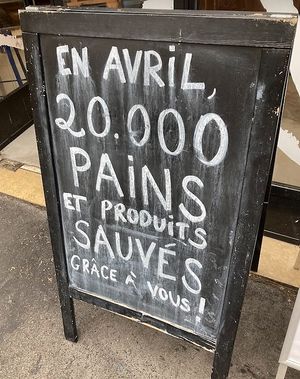 EN AVRIL,
20.000
PAINS
ET PRODUITS
SAUVÉS
GRÂCE À VOUS !